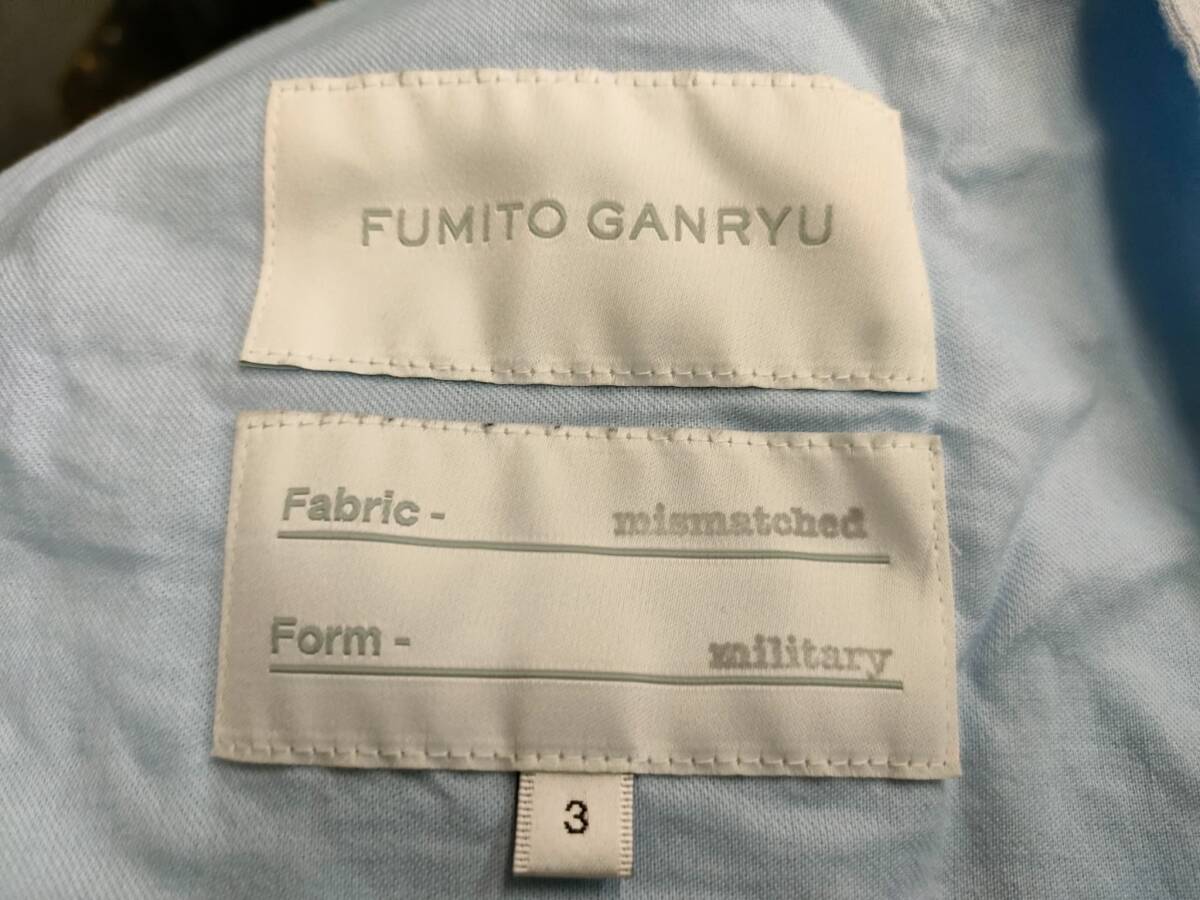 FUMITO GANRYU
Fabric - mismatched
Form - military
3